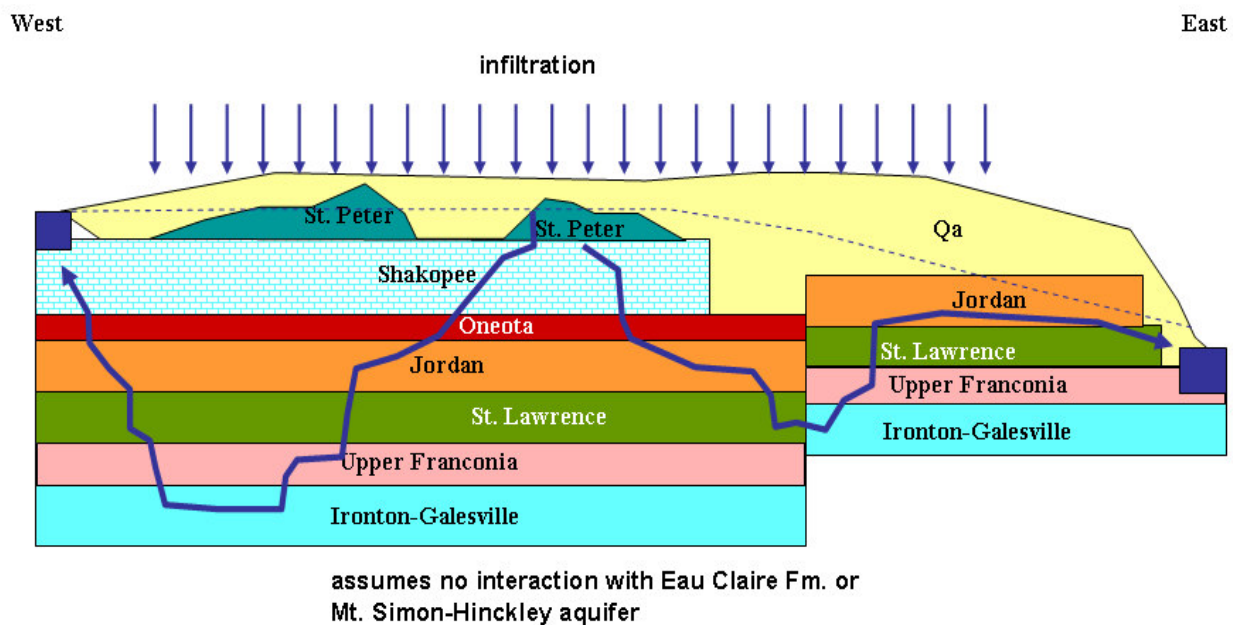 West
East
infiltration
St. Peter
St. Peter
Qa
Shakopee
Jordan
Oneota
St. Lawrence
Jordan
Upper Franconia
St. Lawrence
Ironton-Galesville
Upper Franconia
Ironton-Galesville
assumes no interaction with Eau Claire Fm. or
Mt. Simon-Hinckley aquifer